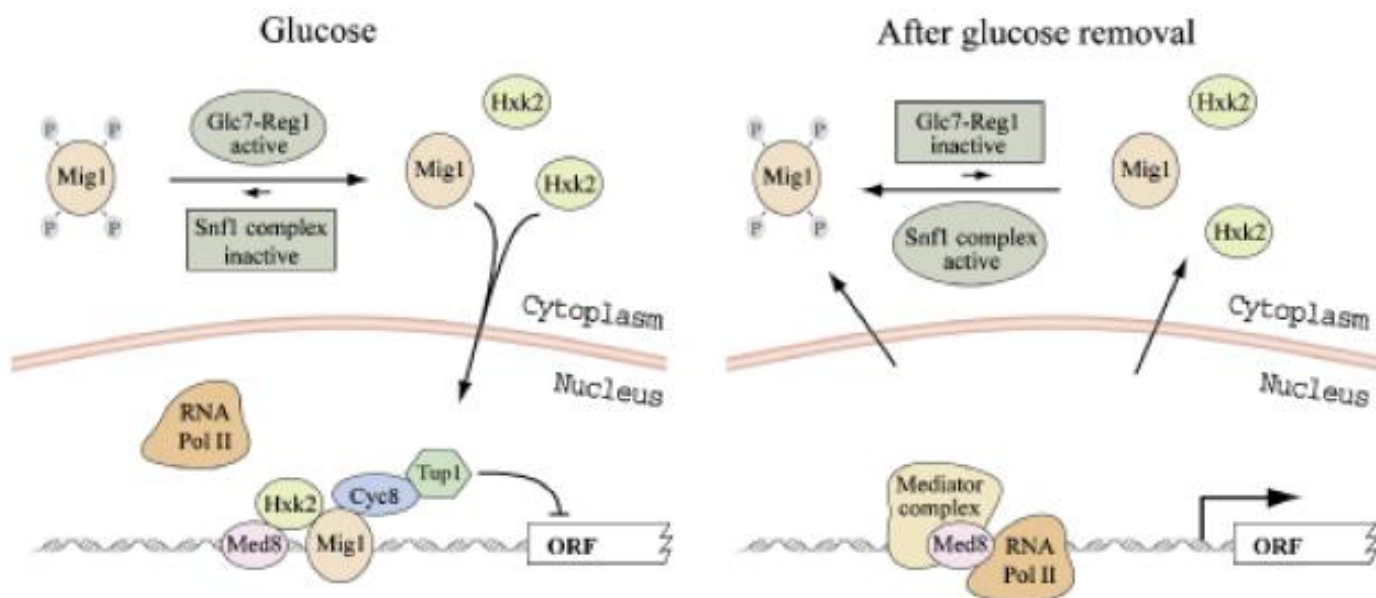 Glucose
Hxk2
P P
Glc7-Reg1
active
Mig1
Mig1
Hxk2
P P
Snf1 complex
inactive
Cytoplasm
Nucleus
RNA
Pol II
Tup1
Cyc8
Hxk2
Med8
Mig1
ORF
After glucose removal
Hxk2
P P
Glc7-Reg1
inactive
Mig1
Mig1
P P
Hxk2
Snf1 complex
active
Cytoplasm
Nucleus
Mediator
complex
Med8
RNA
Pol II
ORF